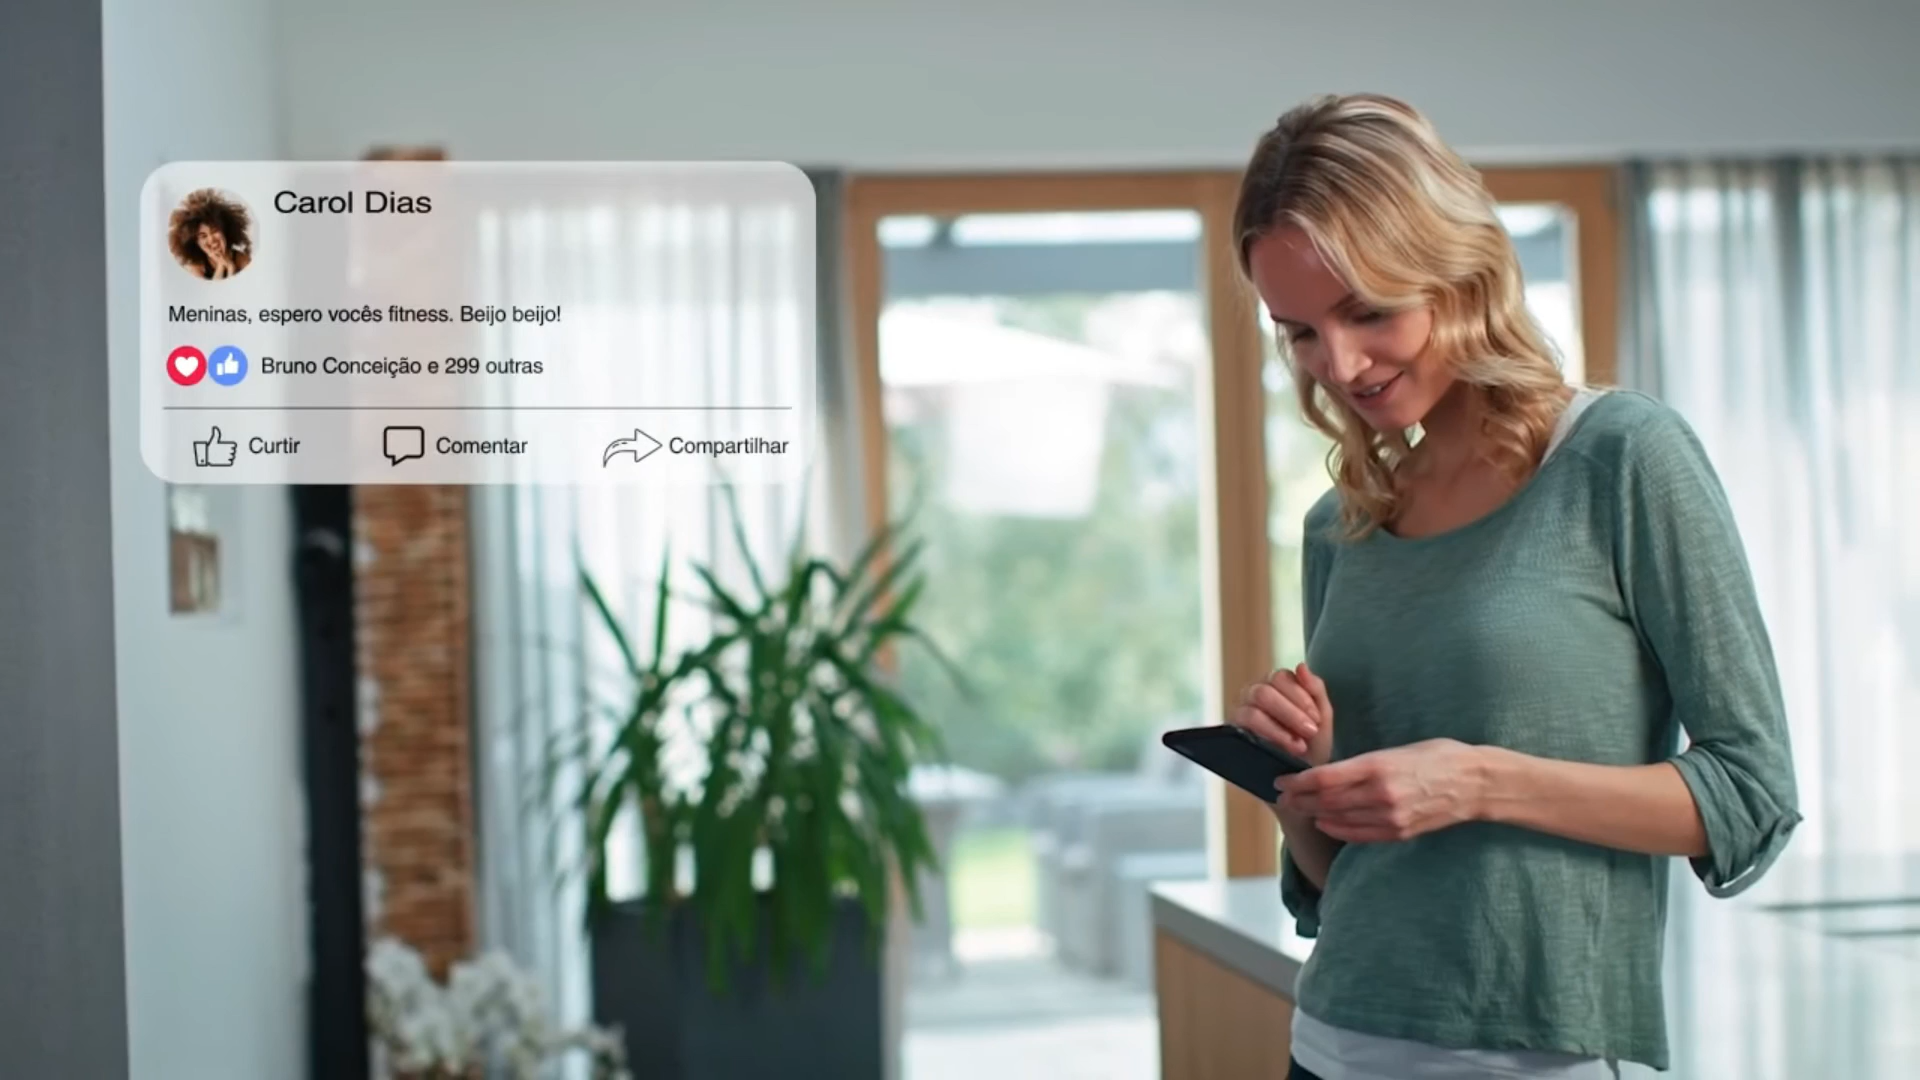 Carol Dias
Meninas, espero vocês fitness. Beijo beijo!
Bruno Conceição e 299 outras
Curtir Comentar Compartilhar